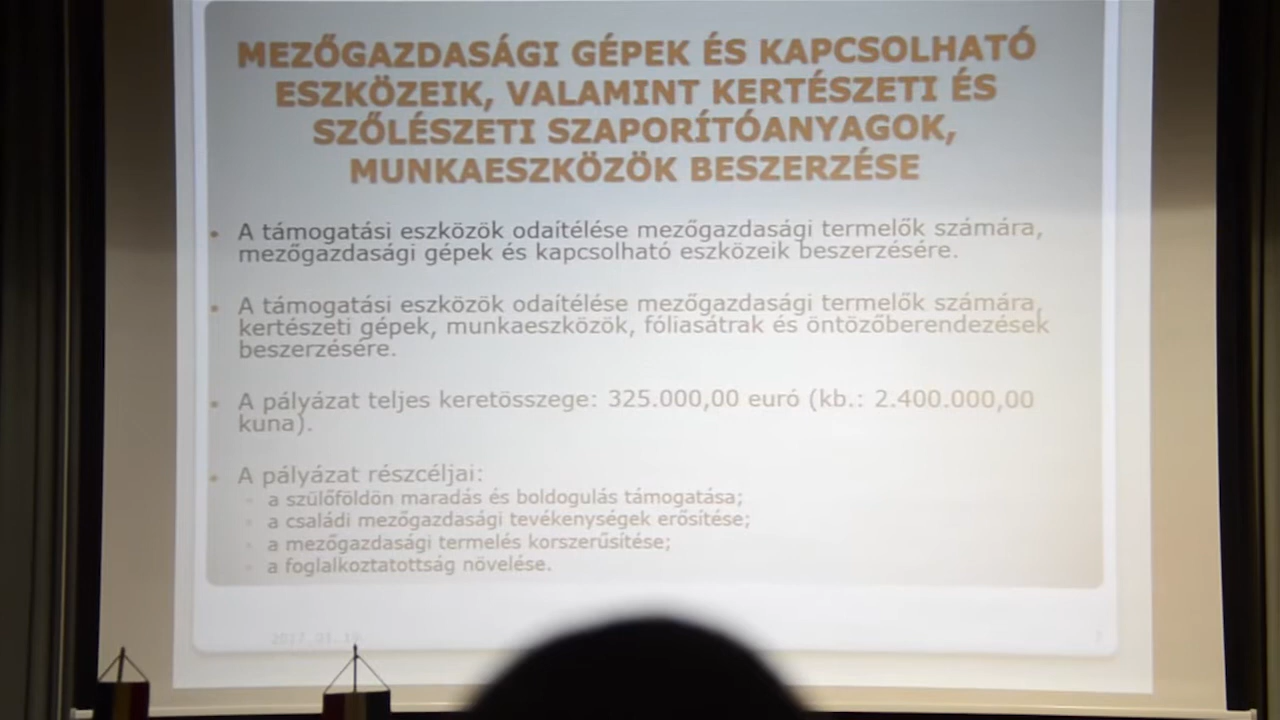 MEZŐGAZDASÁGI GÉPEK ÉS KAPCSOLHATÓ
ESZKÖZEIK, VALAMINT KERTÉSZETI ÉS
SZŐLÉSZETI SZAPORÍTÓANYAGOK,
MUNKAESZKÖZÖK BESZERZÉSE
• A támogatási eszközök odaítélése mezőgazdasági termelők számára,
mezőgazdasági gépek és kapcsolható eszközeik beszerzésére.
• A támogatási eszközök odaítélése mezőgazdasági termelők számára,
kertészeti gépek, munkaeszközök, fóliasátrak és öntözőberendezések
beszerzésére.
• A pályázat teljes keretösszege: 325.000,00 euró (kb.: 2.400.000,00
kuna).
• A pályázat részcéljai:
- a szülőföldön maradás és boldogulás támogatása;
- a családi mezőgazdasági tevékenységek erősítése;
- a mezőgazdasági termelés korszerűsítése;
- a foglalkoztatottság növelése.